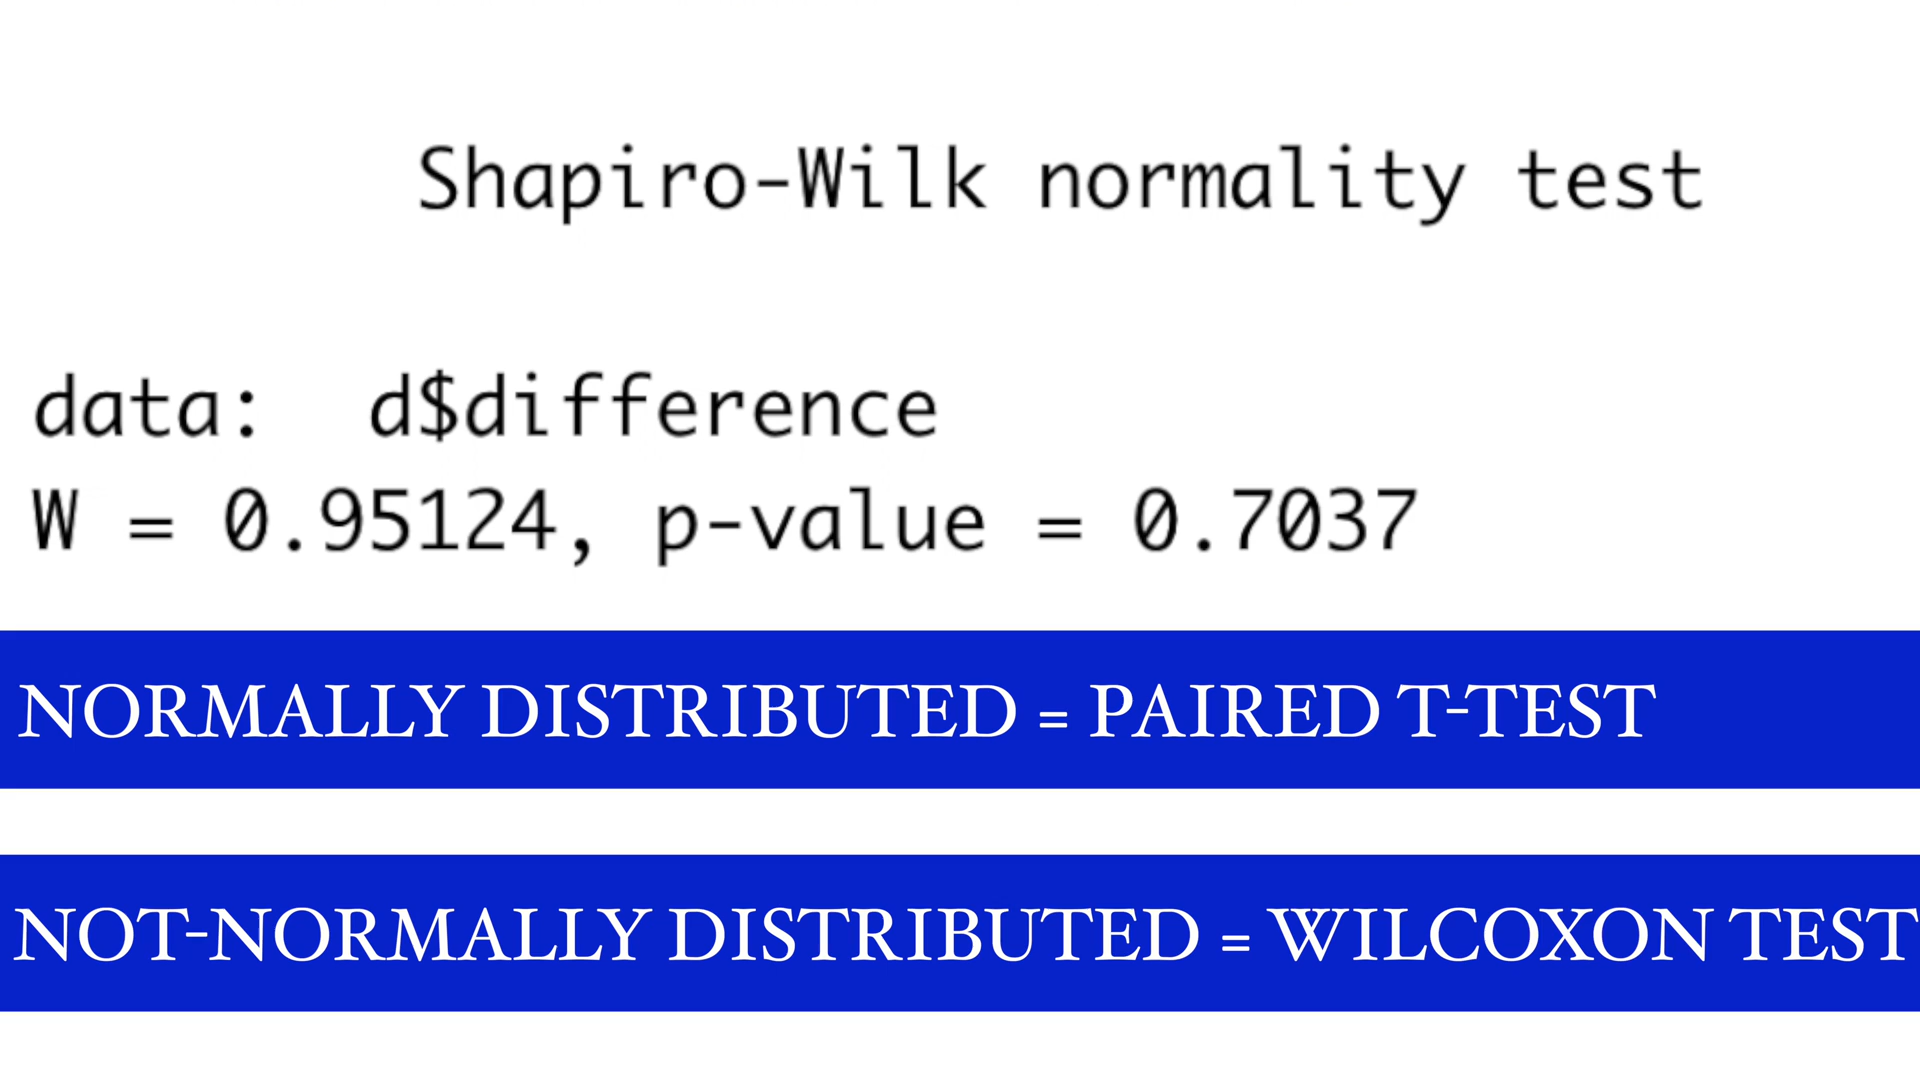 Shapiro-Wilk normality test
data:  d$difference
W = 0.95124, p-value = 0.7037
NORMALLY DISTRIBUTED = PAIRED T-TEST
NOT-NORMALLY DISTRIBUTED = WILCOXON TEST